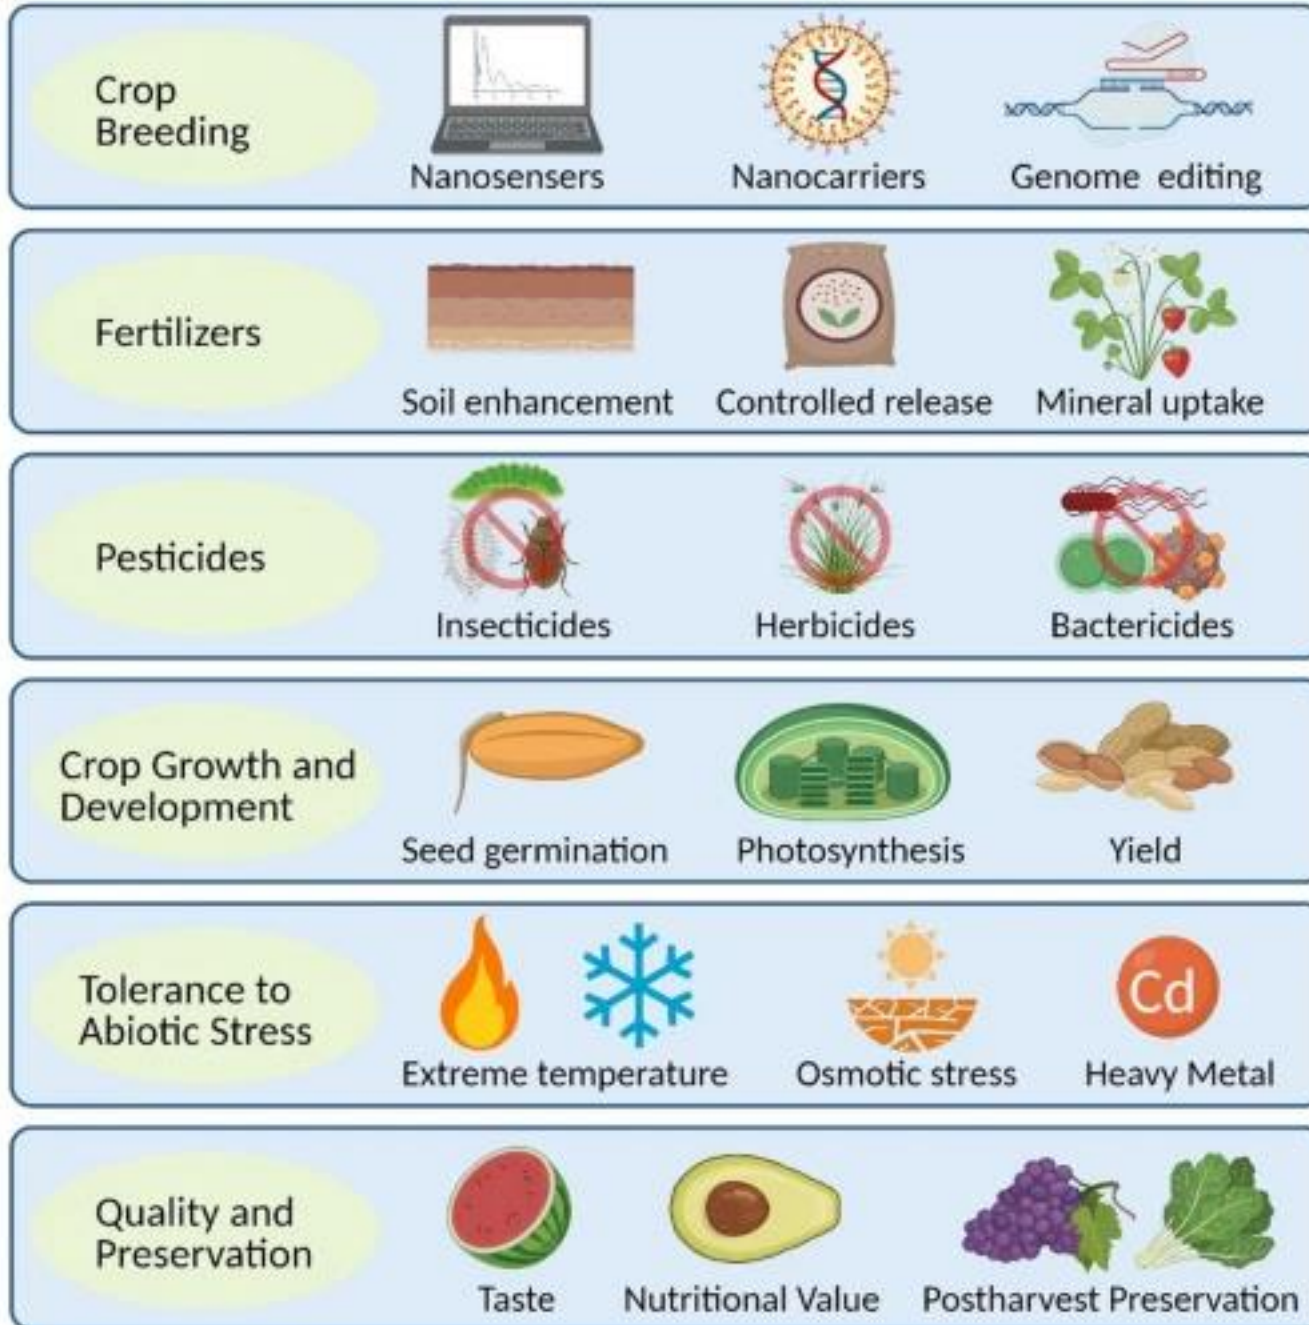 Crop
Breeding
Nanosensers
Nanocarriers
Genome editing
Fertilizers
Soil enhancement
Controlled release
Mineral uptake
Pesticides
Insecticides
Herbicides
Bactericides
Crop Growth and
Development
Seed germination
Photosynthesis
Yield
Tolerance to
Abiotic Stress
Cd
Extreme temperature
Osmotic stress
Heavy Metal
Quality and
Preservation
Taste
Nutritional Value
Postharvest Preservation